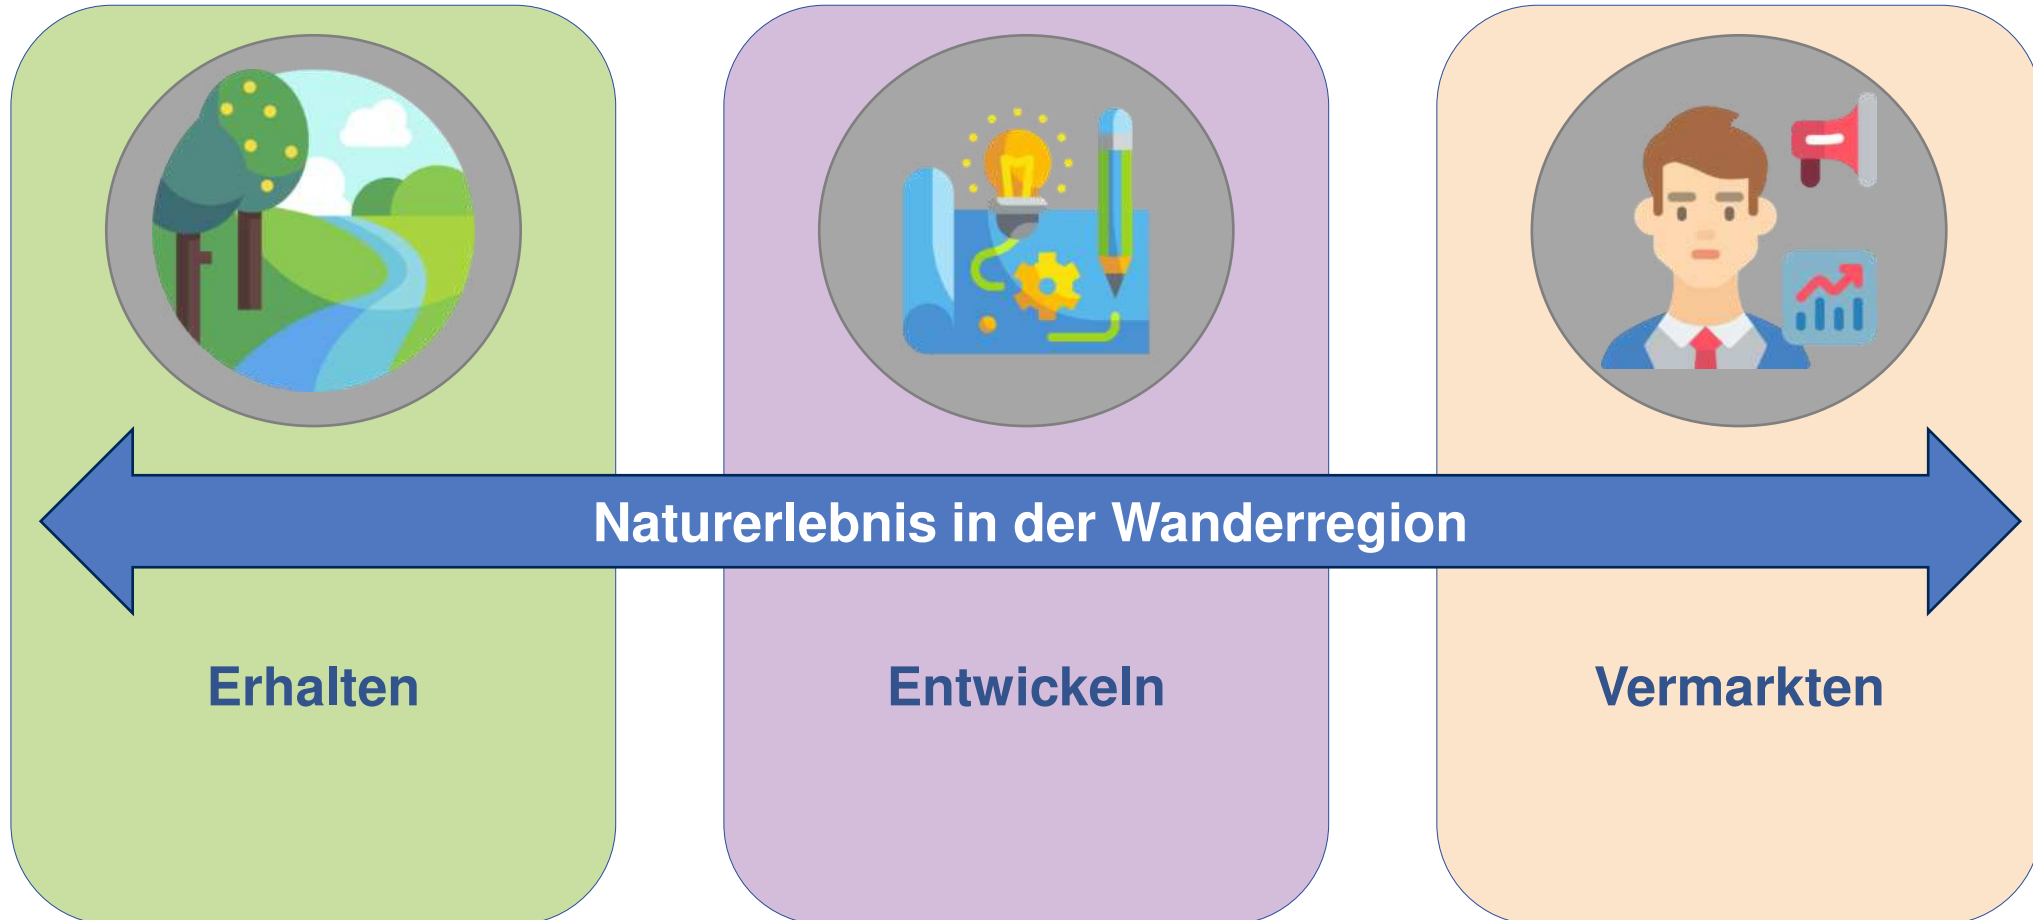 Naturerlebnis in der Wanderregion
Erhalten
Entwickeln
Vermarkten